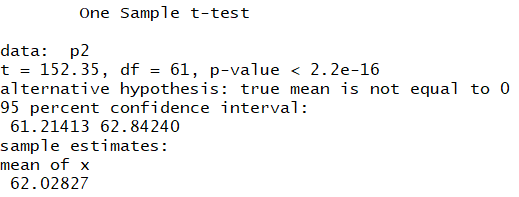 One Sample t-test
data:  p2
t = 152.35, df = 61, p-value < 2.2e-16
alternative hypothesis: true mean is not equal to 0
95 percent confidence interval:
61.21413 62.84240
sample estimates:
mean of x
62.02827